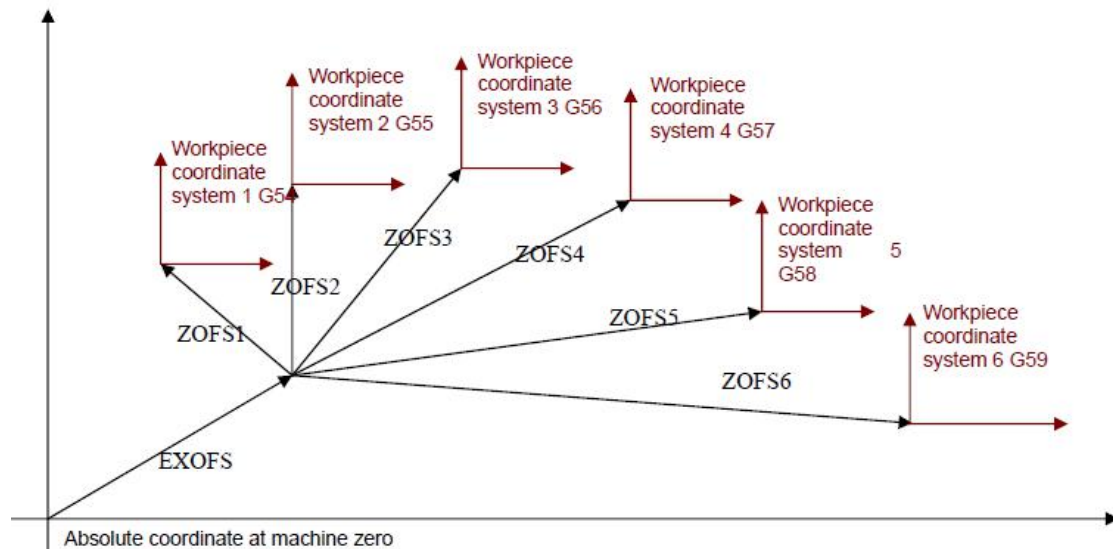 Workpiece
coordinate
system 1 G54
Workpiece
coordinate
system 2 G55
Workpiece
coordinate
system 3 G56
Workpiece
coordinate
system 4 G57
Workpiece
coordinate
system 5
G58
Workpiece
coordinate
system 6 G59
ZOFS1
ZOFS2
ZOFS3
ZOFS4
ZOFS5
ZOFS6
EXOFS
Absolute coordinate at machine zero